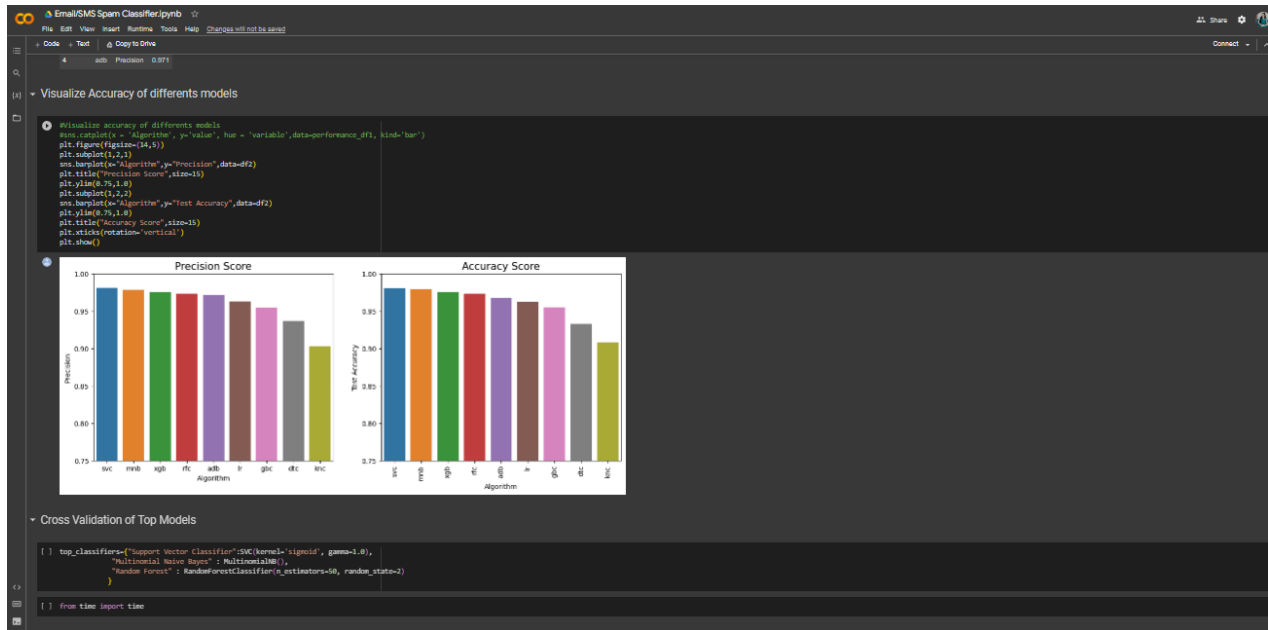 Email/SMS Spam Classifier.ipynb
File Edit View Insert Runtime Tools Help Changes will not be saved
Share
+ Code + Text Copy to Drive
Connect
4 adb Precision 0.971
Visualize Accuracy of differents models
#Visualize accuracy of differents models
#sns.catplot(x = 'Algorithm', y='value', hue = 'variable',data=performance_df1, kind='bar')
plt.figure(figsize=(14,5))
plt.subplot(1,2,1)
sns.barplot(x="Algorithm",y="Precision",data=df2)
plt.title("Precision Score",size=15)
plt.ylim(0.75,1.0)
plt.subplot(1,2,2)
sns.barplot(x="Algorithm",y="Test Accuracy",data=df2)
plt.ylim(0.75,1.0)
plt.title("Accuracy Score",size=15)
plt.xticks(rotation='vertical')
plt.show()
Precision Score
1.00
0.95
0.90
0.85
0.80
0.75
Precision
svc mnb xgb rfc adb lr gbc dtc knc
Algorithm
Accuracy Score
1.00
0.95
0.90
0.85
0.80
0.75
Test Accuracy
svc mnb xgb rfc adb lr gbc dtc knc
Algorithm
Cross Validation of Top Models
[ ] top_classifiers={"Support Vector Classifier":SVC(kernel='sigmoid', gamma=1.0),
"Multinomial Naive Bayes" : MultinomialNB(),
"Random Forest" : RandomForestClassifier(n_estimators=50, random_state=2)
}
[ ] from time import time